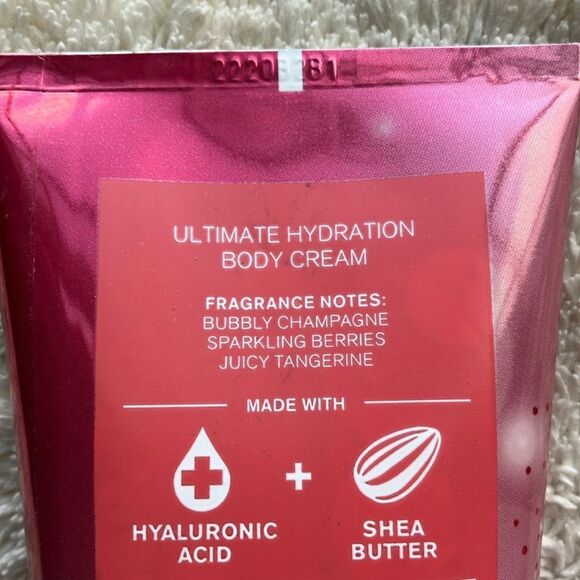 ULTIMATE HYDRATION
BODY CREAM
FRAGRANCE NOTES:
BUBBLY CHAMPAGNE
SPARKLING BERRIES
JUICY TANGERINE
MADE WITH
+
HYALURONIC
ACID
SHEA
BUTTER